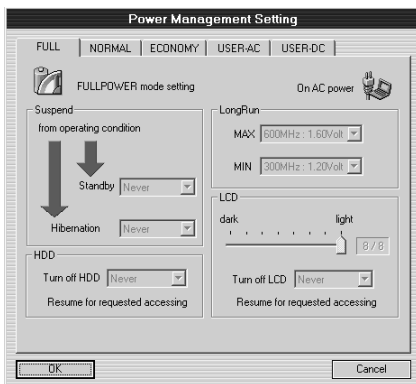 Power Management Setting
FULL
NORMAL
ECONOMY
USER-AC
USER-DC
FULLPOWER mode setting
On AC power
Suspend
from operating condition
Standby Never
Hibernation Never
HDD
Turn off HDD Never
Resume for requested accessing
LongRun
MAX 600MHz : 1.60Volt
MIN 300MHz : 1.20Volt
LCD
dark light
8 / 8
Turn off LCD Never
Resume for requested accessing
OK
Cancel